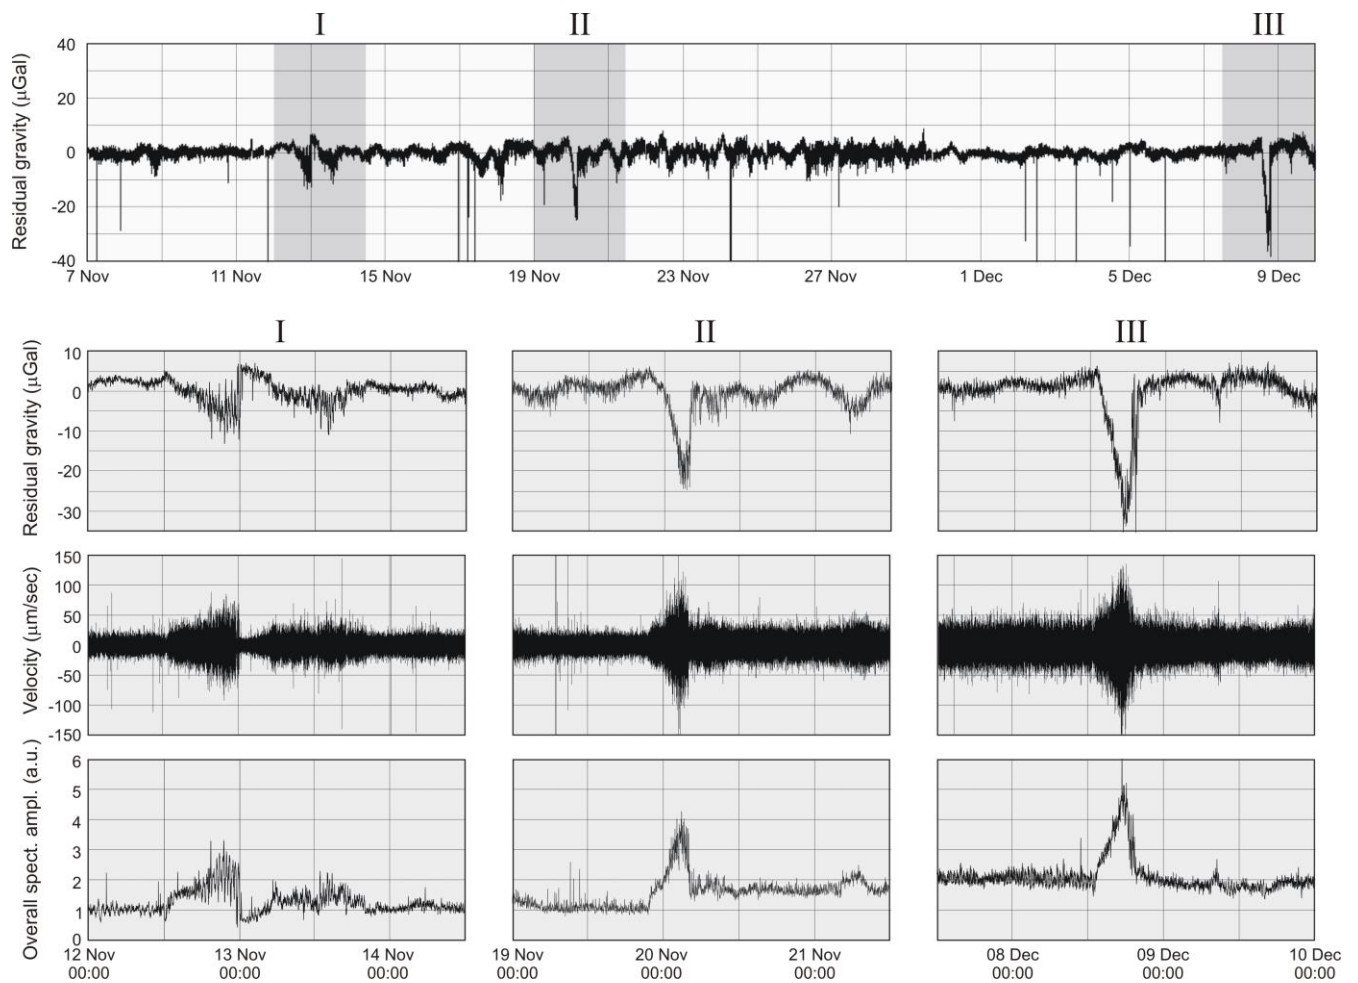 I II III
Residual gravity (μGal)
40
20
0
-20
-40
7 Nov 11 Nov 15 Nov 19 Nov 23 Nov 27 Nov 1 Dec 5 Dec 9 Dec
I II III
Residual gravity (μGal)
10
0
-10
-20
-30
Velocity (μm/sec)
150
100
50
0
-50
-100
-150
Overall spect. ampl. (a.u.)
6
5
4
3
2
1
0
12 Nov 13 Nov 14 Nov 19 Nov 20 Nov 21 Nov 08 Dec 09 Dec 10 Dec
00:00 00:00 00:00 00:00 00:00 00:00 00:00 00:00 00:00